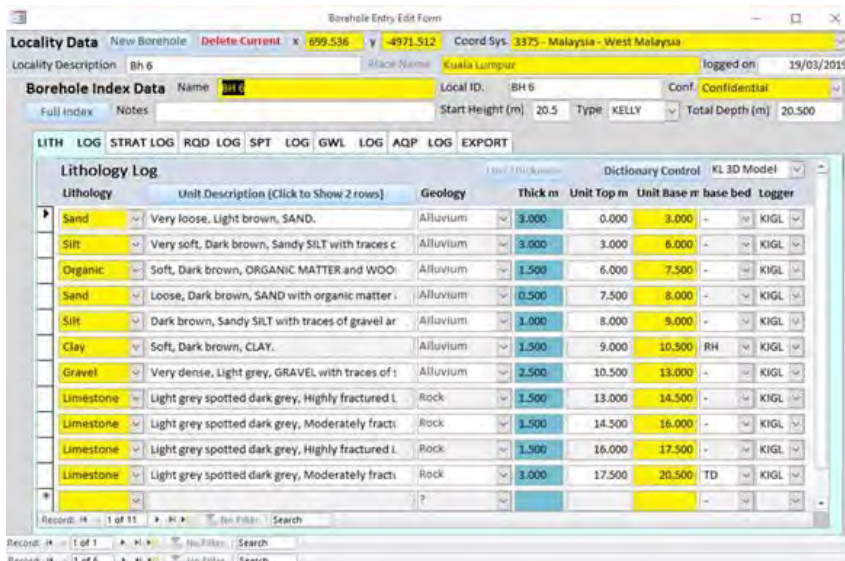 Borehole Entry Edit Form
Locality Data New Borehole Delete Current x 699.536 y -4971.512 Coord Sys. 3375 - Malaysia - West Malaysia
Locality Description Bh 6 Place Name Kuala Lumpur logged on 19/03/2019
Borehole Index Data Name BH 6 Local ID. BH 6 Conf. Confidential
Full Index Notes Start Height (m) 20.5 Type KELLY Total Depth (m) 20.500
LITH LOG STRAT LOG RQD LOG SPT LOG GWL LOG AQP LOG EXPORT
Lithology Log Dictionary Control KL 3D Model
Lithology Unit Description (Click to Show 2 rows) Geology Thick m Unit Top m Unit Base m base bed Logger
Sand Very loose, Light brown, SAND. Alluvium 3.000 0.000 3.000 - KIGL
Silt Very soft, Dark brown, Sandy SILT with traces c Alluvium 3.000 3.000 6.000 - KIGL
Organic Soft, Dark brown, ORGANIC MATTER and WOO Alluvium 1.500 6.000 7.500 - KIGL
Sand Loose, Dark brown, SAND with organic matter Alluvium 0.500 7.500 8.000 - KIGL
Silt Dark brown, Sandy SILT with traces of gravel ar Alluvium 1.000 8.000 9.000 - KIGL
Clay Soft, Dark brown, CLAY. Alluvium 1.500 9.000 10.500 RH KIGL
Gravel Very dense, Light grey, GRAVEL with traces of Alluvium 2.500 10.500 13.000 - KIGL
Limestone Light grey spotted dark grey, Highly fractured L Rock 1.500 13.000 14.500 - KIGL
Limestone Light grey spotted dark grey, Moderately fractu Rock 1.500 14.500 16.000 - KIGL
Limestone Light grey spotted dark grey, Highly fractured L Rock 1.500 16.000 17.500 - KIGL
Limestone Light grey spotted dark grey, Moderately fractu Rock 3.000 17.500 20.500 TD KIGL
? -
Record: 1 of 11 No Filter Search
Record: 1 of 1 No Filter Search
Record: 1 of 6 No Filter Search